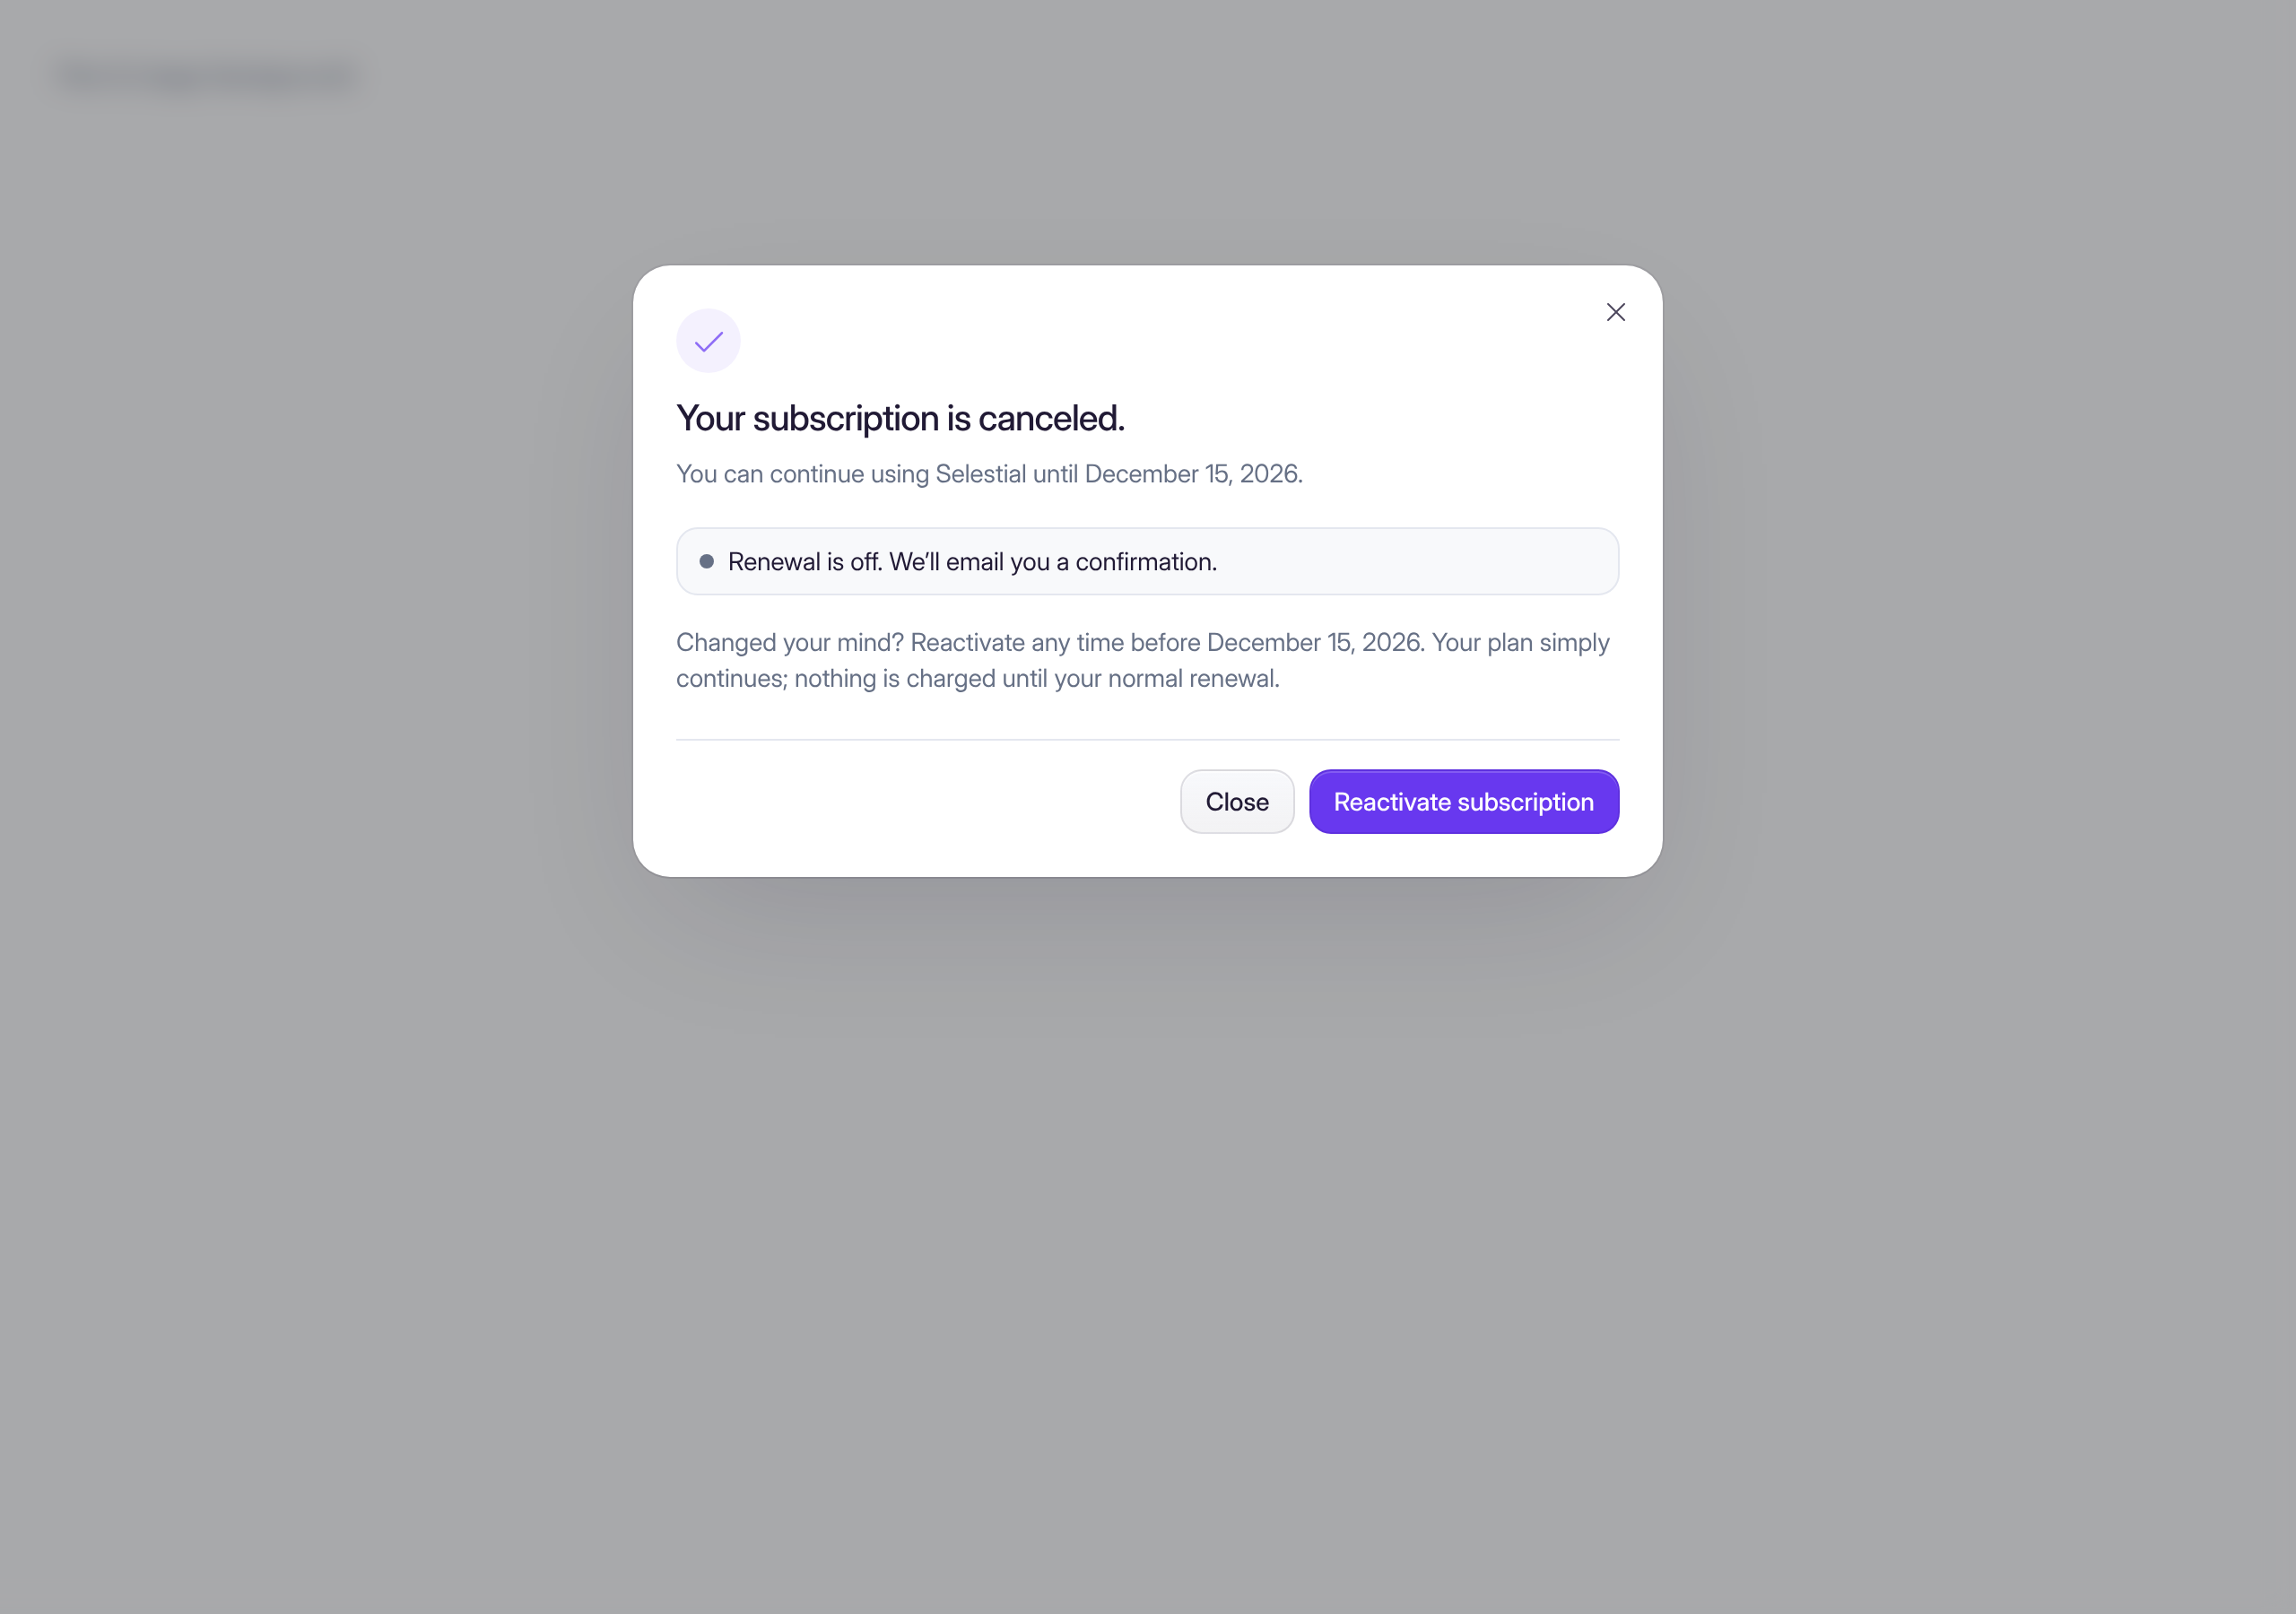 Your subscription is canceled.
You can continue using Selestial until December 15, 2026.
Renewal is off. We’ll email you a confirmation.
Changed your mind? Reactivate any time before December 15, 2026. Your plan simply
continues; nothing is charged until your normal renewal.
Close
Reactivate subscription